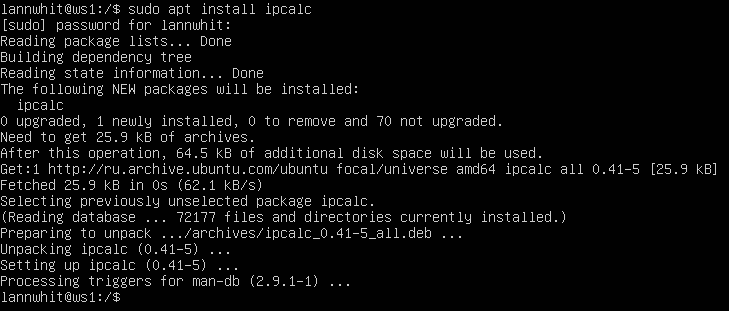 lannwhit@ws1:/$ sudo apt install ipcalc
[sudo] password for lannwhit:
Reading package lists... Done
Building dependency tree
Reading state information... Done
The following NEW packages will be installed:
  ipcalc
0 upgraded, 1 newly installed, 0 to remove and 70 not upgraded.
Need to get 25.9 kB of archives.
After this operation, 64.5 kB of additional disk space will be used.
Get:1 http://ru.archive.ubuntu.com/ubuntu focal/universe amd64 ipcalc all 0.41-5 [25.9 kB]
Fetched 25.9 kB in 0s (62.1 kB/s)
Selecting previously unselected package ipcalc.
(Reading database ... 72177 files and directories currently installed.)
Preparing to unpack .../archives/ipcalc_0.41-5_all.deb ...
Unpacking ipcalc (0.41-5) ...
Setting up ipcalc (0.41-5) ...
Processing triggers for man-db (2.9.1-1) ...
lannwhit@ws1:/$